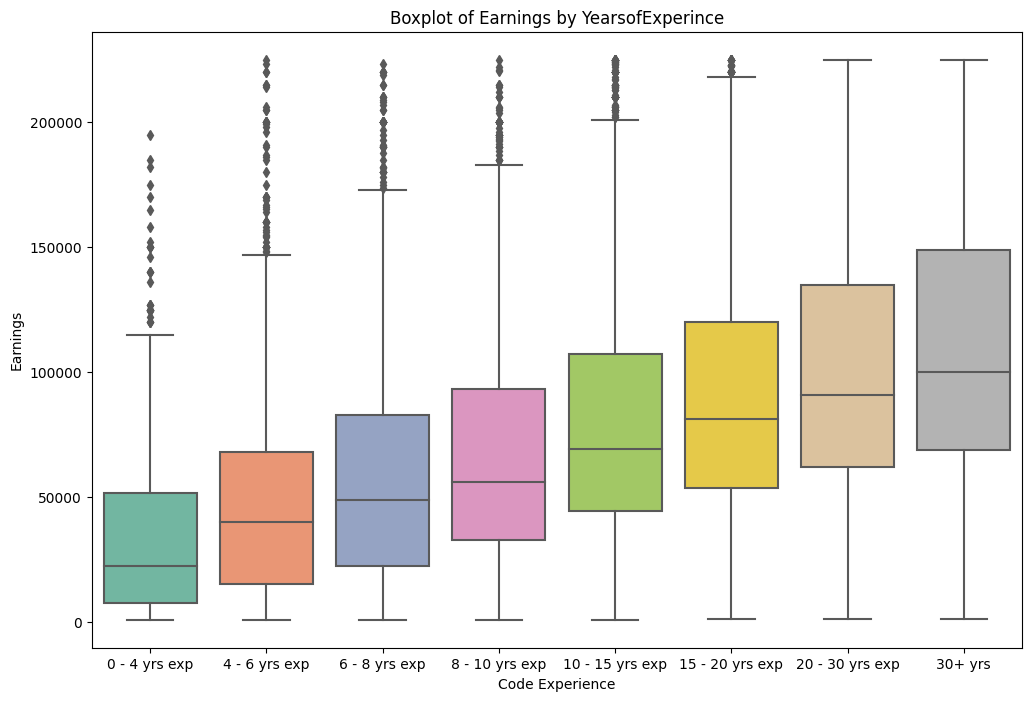 Boxplot of Earnings by YearsofExperince
Earnings
200000
150000
100000
50000
0
0 - 4 yrs exp
4 - 6 yrs exp
6 - 8 yrs exp
8 - 10 yrs exp
10 - 15 yrs exp
15 - 20 yrs exp
20 - 30 yrs exp
30+ yrs
Code Experience